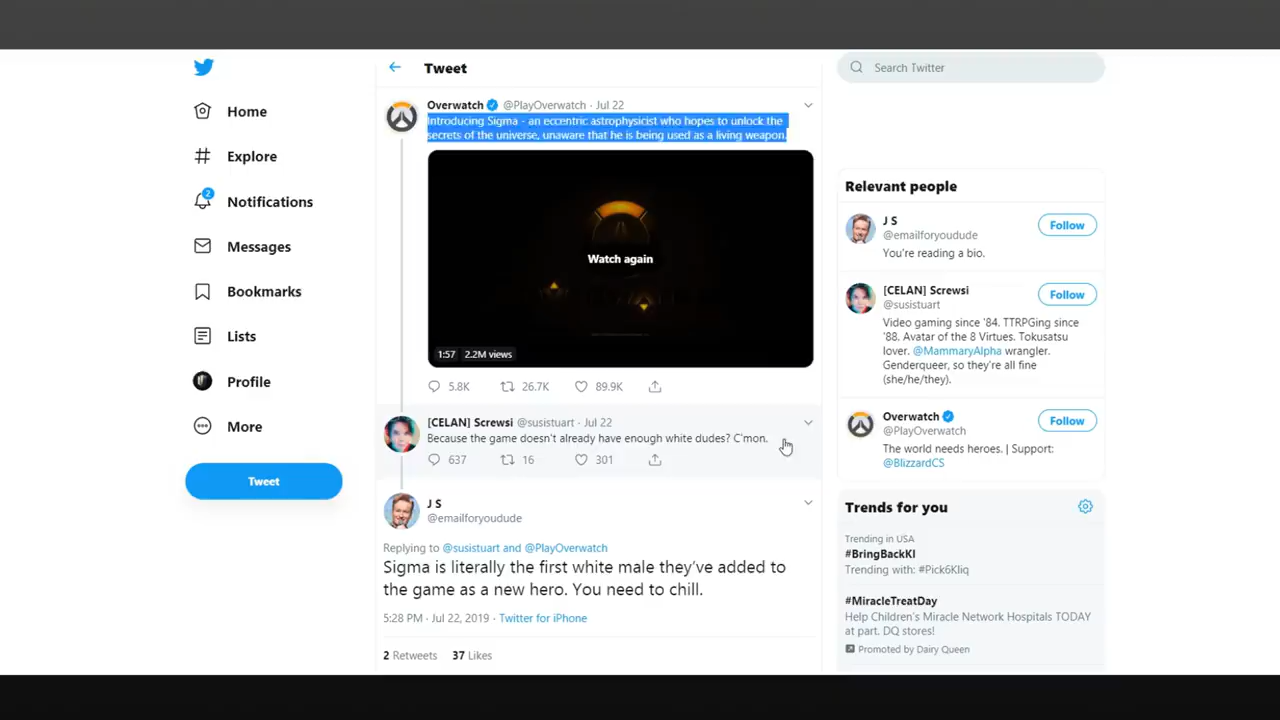 Home
Explore
2
Notifications
Messages
Bookmarks
Lists
Profile
More
Tweet
Tweet
Overwatch @PlayOverwatch · Jul 22
Introducing Sigma - an eccentric astrophysicist who hopes to unlock the
secrets of the universe, unaware that he is being used as a living weapon.
Watch again
1:57 2.2M views
5.8K 26.7K 89.9K
[CELAN] Screwsi @susistuart · Jul 22
Because the game doesn't already have enough white dudes? C'mon.
637 16 301
J S
@emailforyoudude
Replying to @susistuart and @PlayOverwatch
Sigma is literally the first white male they've added to
the game as a new hero. You need to chill.
5:28 PM · Jul 22, 2019 · Twitter for iPhone
2 Retweets 37 Likes
Search Twitter
Relevant people
J S
@emailforyoudude
Follow
You're reading a bio.
[CELAN] Screwsi
@susistuart
Follow
Video gaming since '84. TTRPGing since
'88. Avatar of the 8 Virtues. Tokusatsu
lover. @MammaryAlpha wrangler.
Genderqueer, so they're all fine
(she/he/they).
Overwatch
@PlayOverwatch
Follow
The world needs heroes. | Support:
@BlizzardCS
Trends for you
Trending in USA
#BringBackKI
Trending with: #Pick6Kliq
#MiracleTreatDay
Help Children's Miracle Network Hospitals TODAY
at part. DQ stores!
Promoted by Dairy Queen